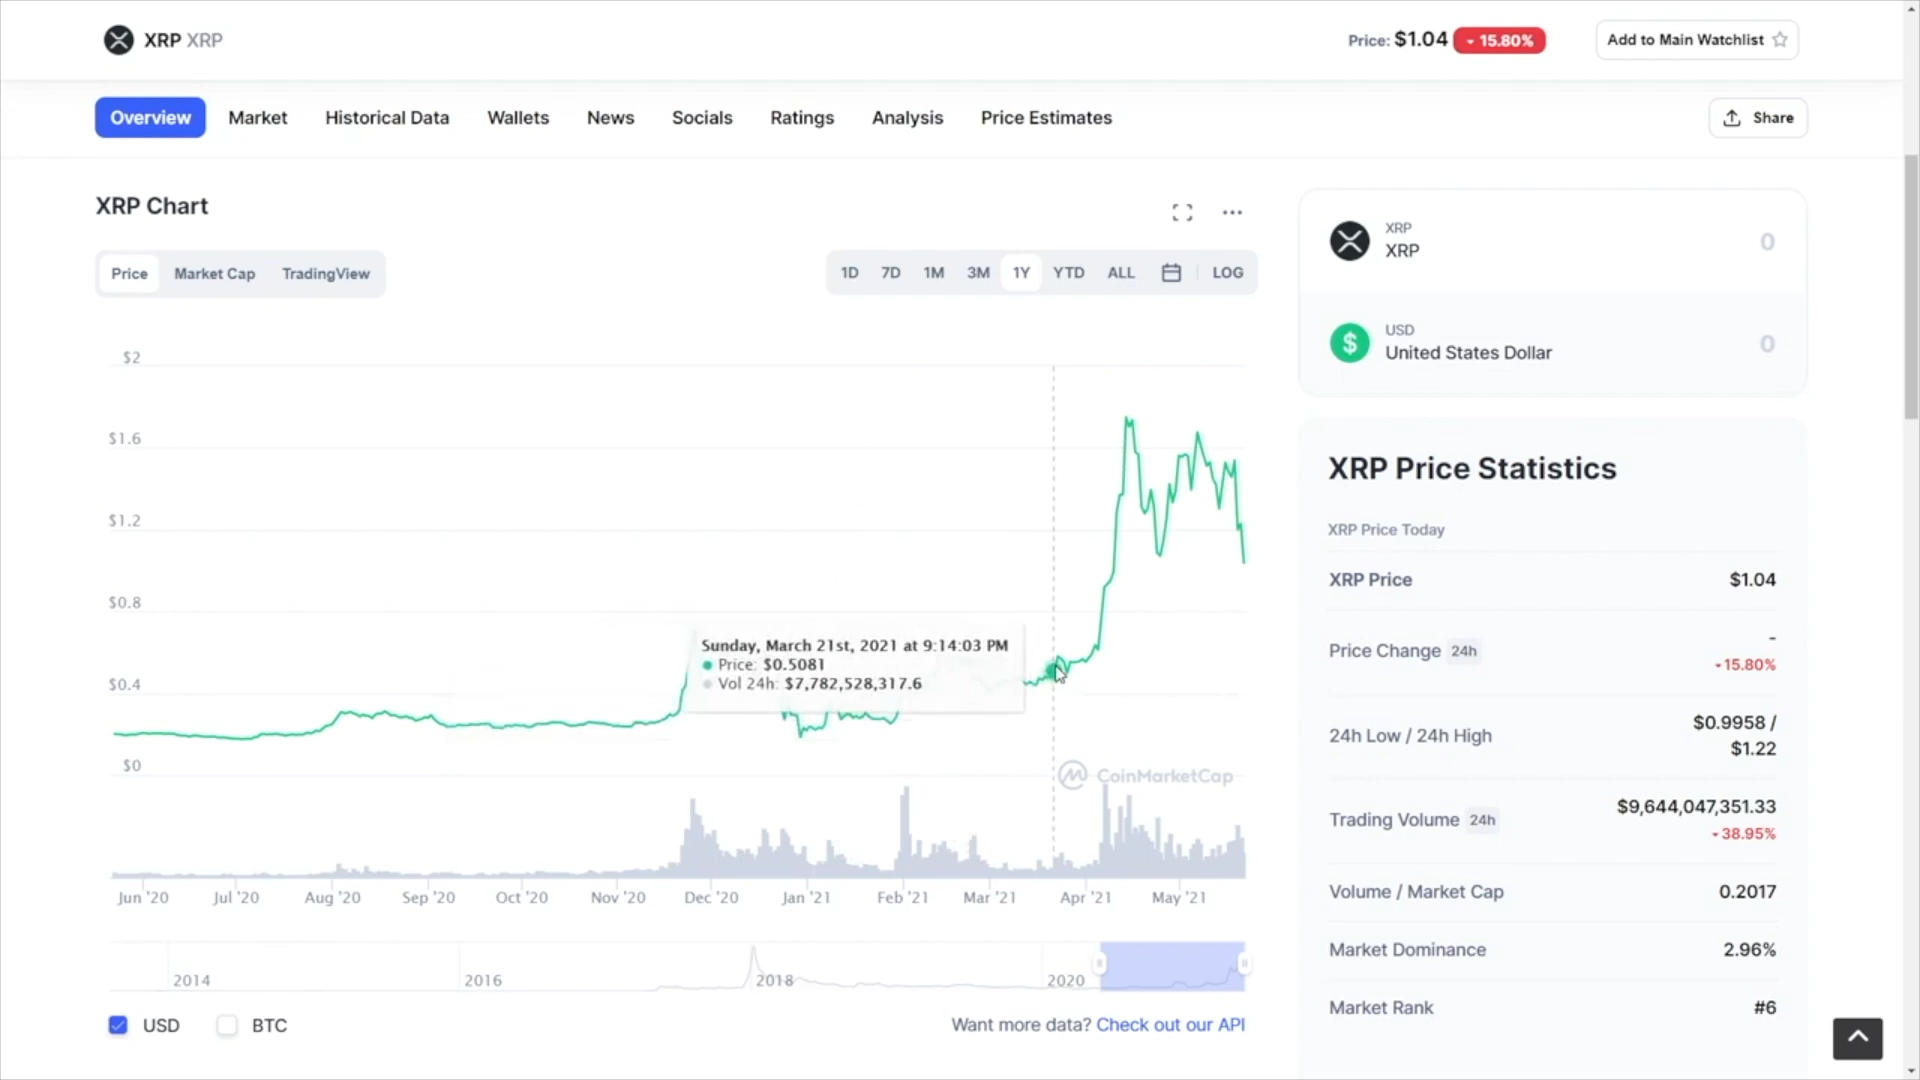 XRP XRP
Price: $1.04 15.80%
Add to Main Watchlist
Overview Market Historical Data Wallets News Socials Ratings Analysis Price Estimates
Share
XRP Chart
Price Market Cap TradingView
1D 7D 1M 3M 1Y YTD ALL LOG
$2
$1.6
$1.2
$0.8
$0.4
$0
Sunday, March 21st, 2021 at 9:14:03 PM
Price: $0.5081
Vol 24h: $7,782,528,317.6
CoinMarketCap
Jun '20 Jul '20 Aug '20 Sep '20 Oct '20 Nov '20 Dec '20 Jan '21 Feb '21 Mar '21 Apr '21 May '21
2014 2016 2018 2020
USD BTC
Want more data? Check out our API
XRP
XRP
0
USD
United States Dollar
0
XRP Price Statistics
XRP Price Today
XRP Price $1.04
Price Change 24h
-
15.80%
24h Low / 24h High
$0.9958 /
$1.22
Trading Volume 24h
$9,644,047,351.33
38.95%
Volume / Market Cap 0.2017
Market Dominance 2.96%
Market Rank #6